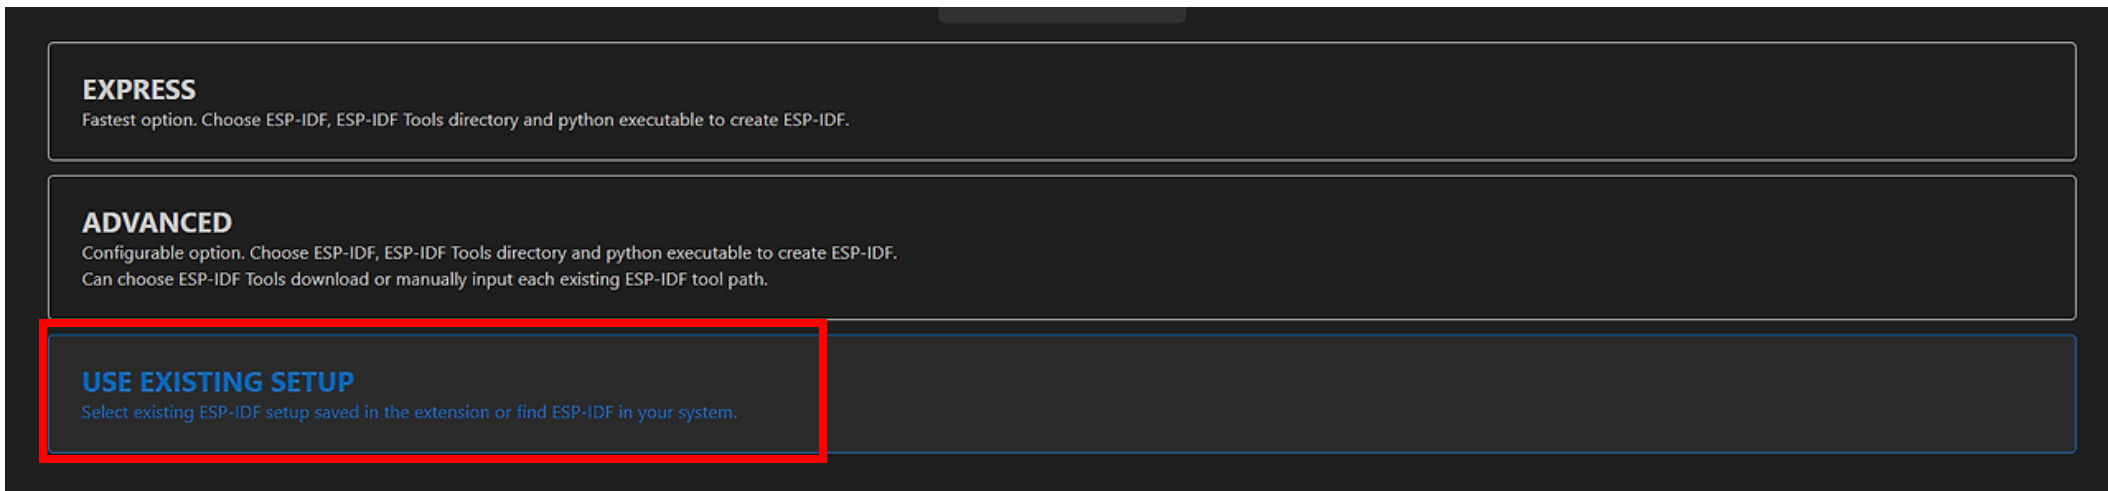 EXPRESS
Fastest option. Choose ESP-IDF, ESP-IDF Tools directory and python executable to create ESP-IDF.
ADVANCED
Configurable option. Choose ESP-IDF, ESP-IDF Tools directory and python executable to create ESP-IDF.
Can choose ESP-IDF Tools download or manually input each existing ESP-IDF tool path.
USE EXISTING SETUP
Select existing ESP-IDF setup saved in the extension or find ESP-IDF in your system.